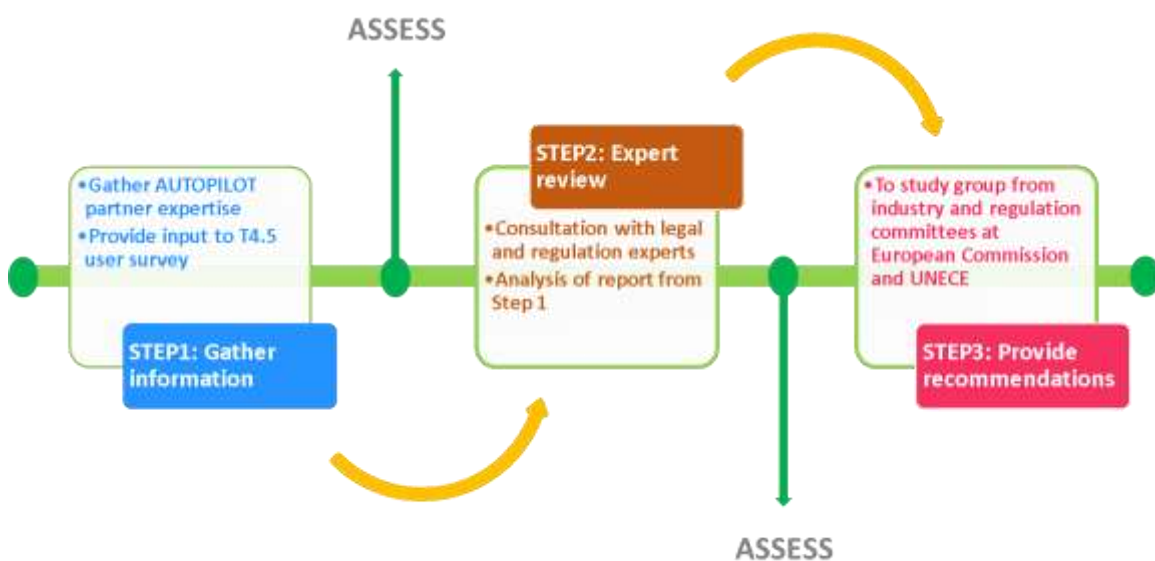 ASSESS
•Gather AUTOPILOT
partner expertise
•Provide input to T4.5
user survey
STEP1: Gather
information
STEP2: Expert
review
•Consultation with legal
and regulation experts
•Analysis of report from
Step 1
•To study group from
industry and regulation
committees at
European Commission
and UNECE
STEP3: Provide
recommendations
ASSESS